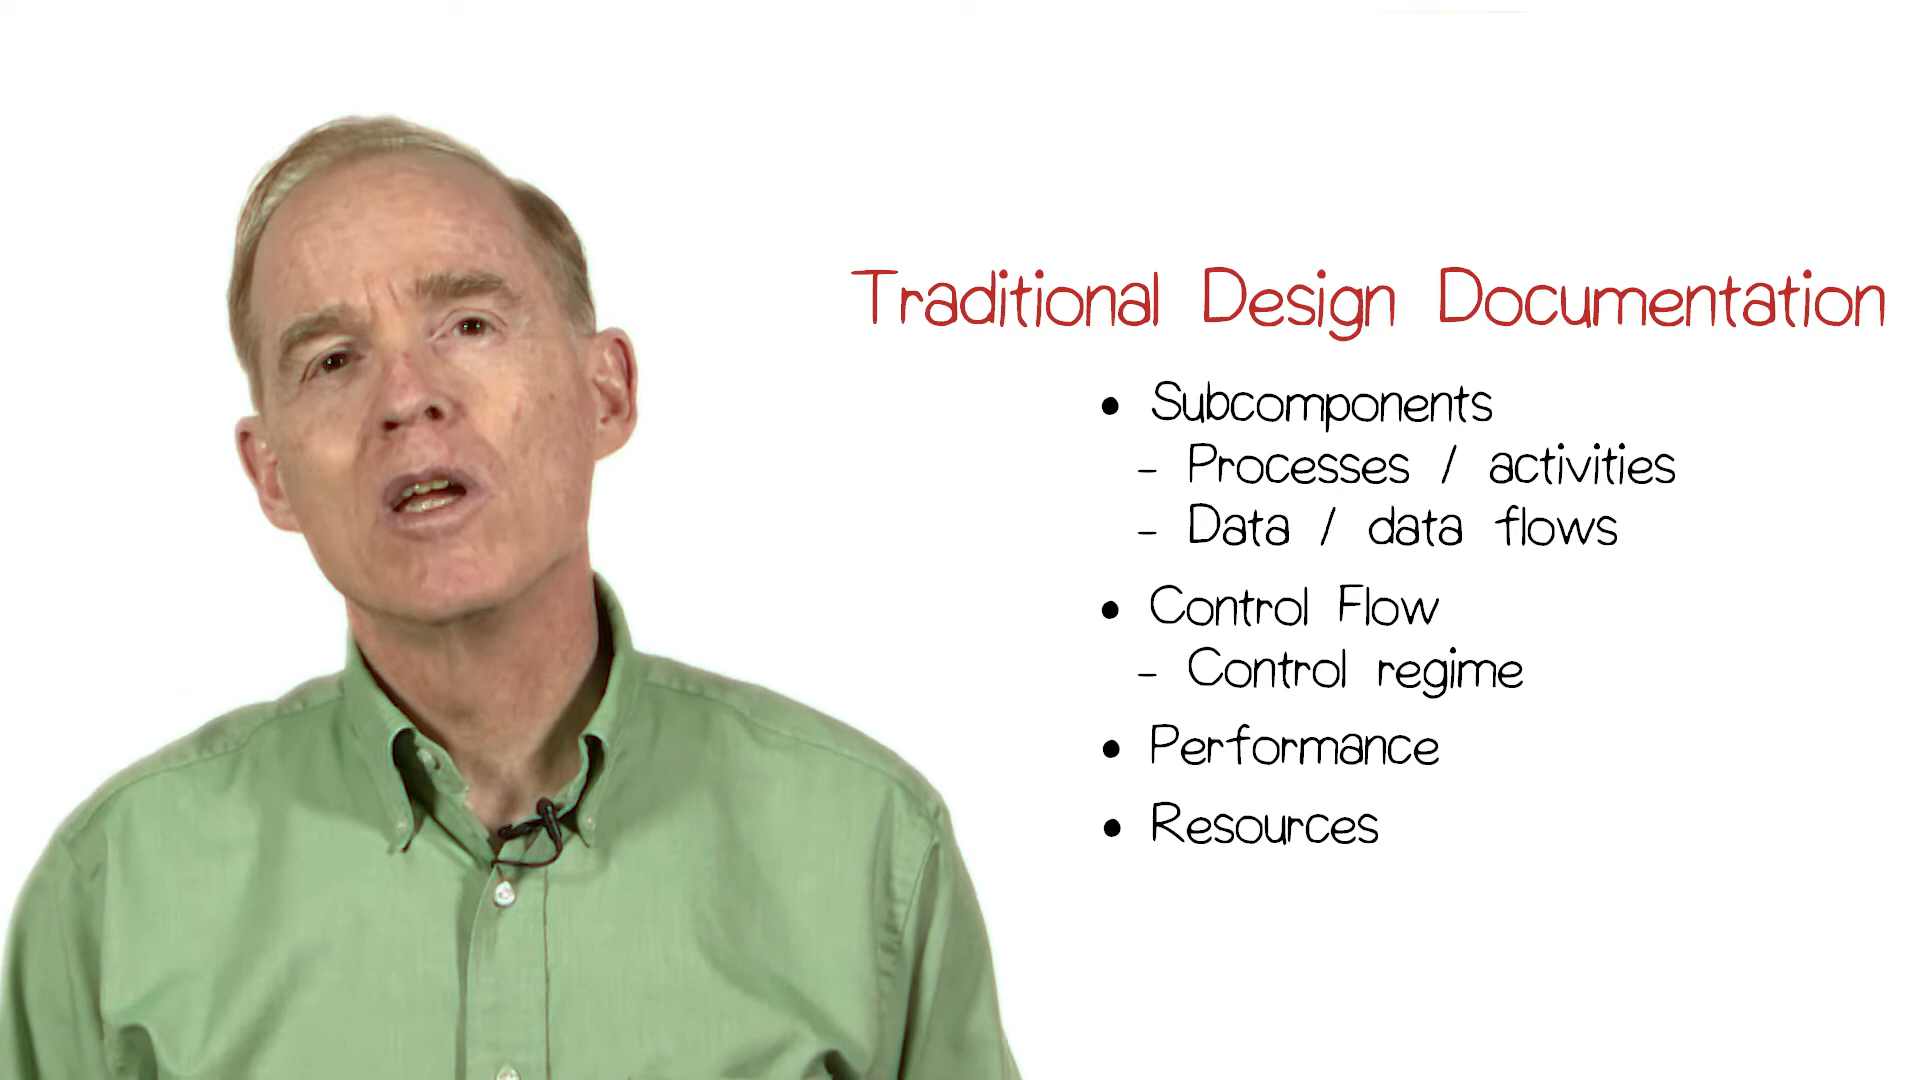 Traditional Design Documentation
• Subcomponents
- Processes / activities
- Data / data flows
• Control Flow
- Control regime
• Performance
• Resources